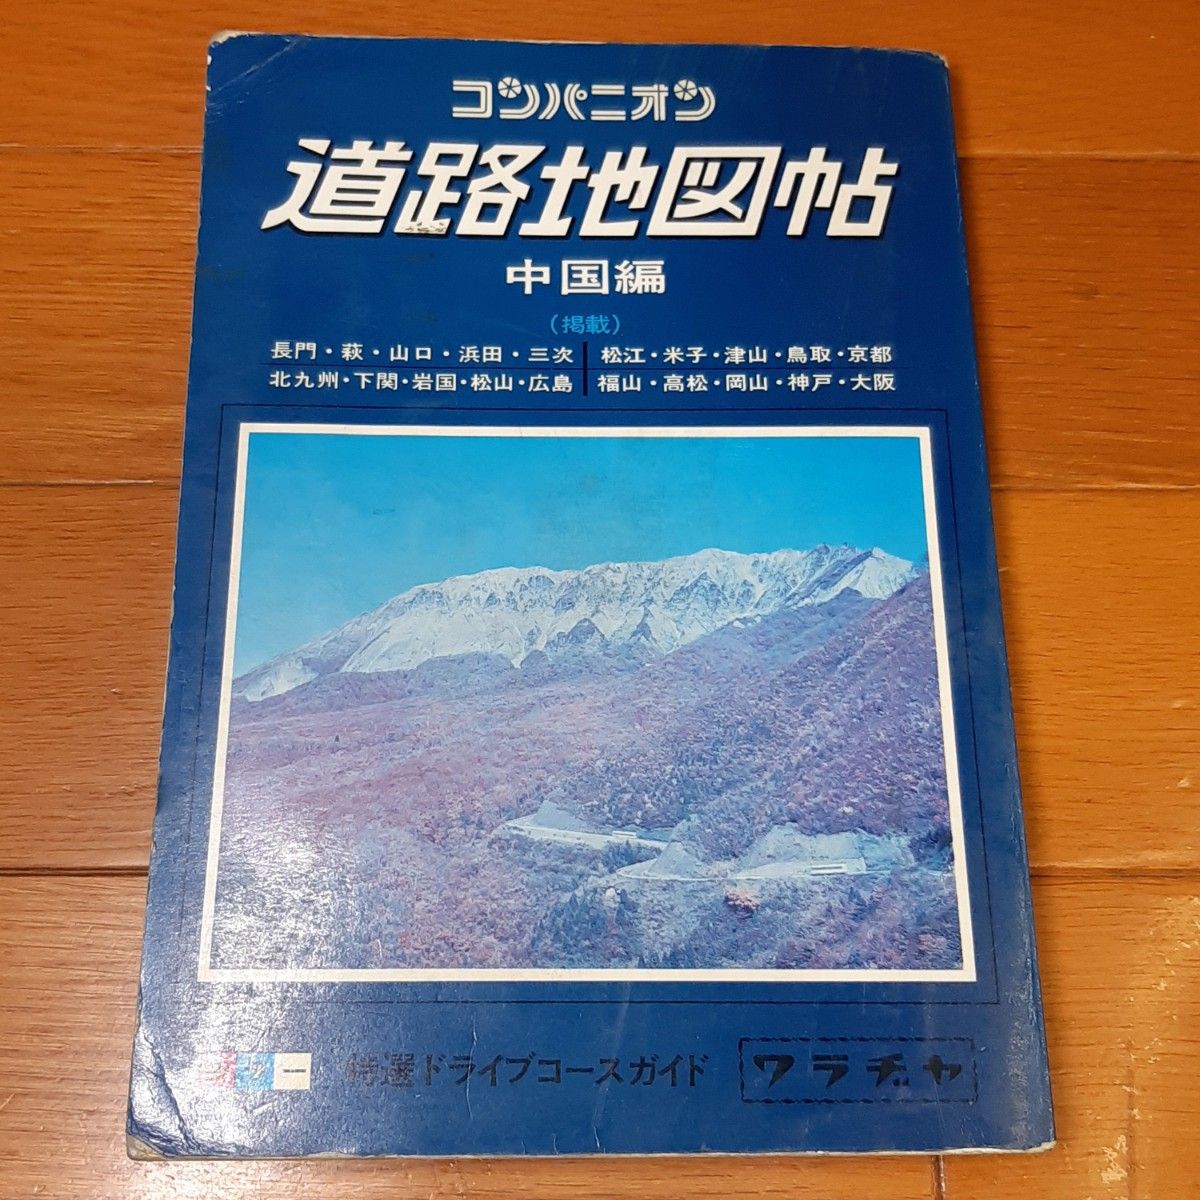 コンパニオン
道路地図帖
中国編
(掲載)
長門・萩・山口・浜田・三次 松江・米子・津山・鳥取・京都
北九州・下関・岩国・松山・広島 福山・高松・岡山・神戸・大阪
カラー 特選ドライブコースガイド ワラヂヤ